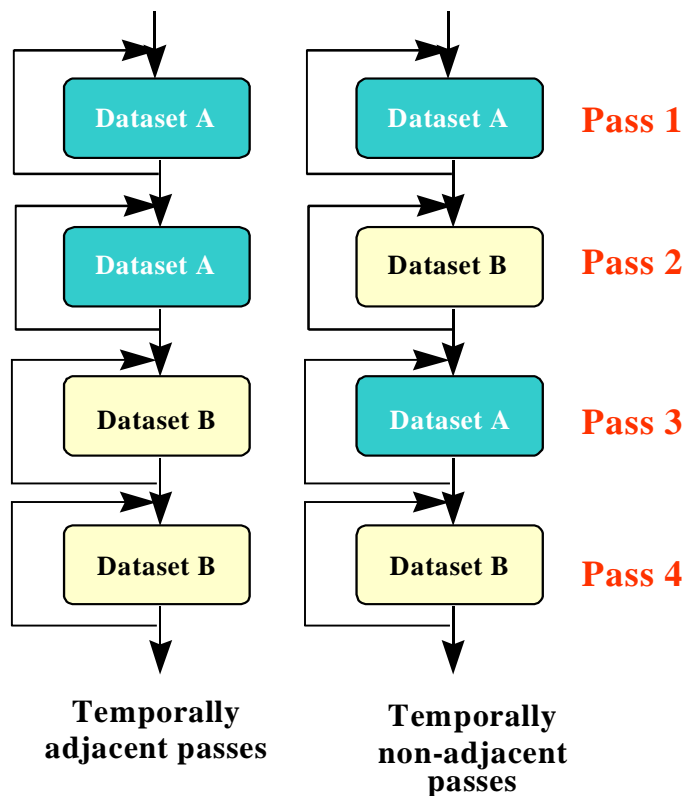 Dataset A
Dataset A
Pass 1
Dataset A
Dataset B
Pass 2
Dataset B
Dataset A
Pass 3
Dataset B
Dataset B
Pass 4
Temporally
adjacent passes
Temporally
non-adjacent
passes